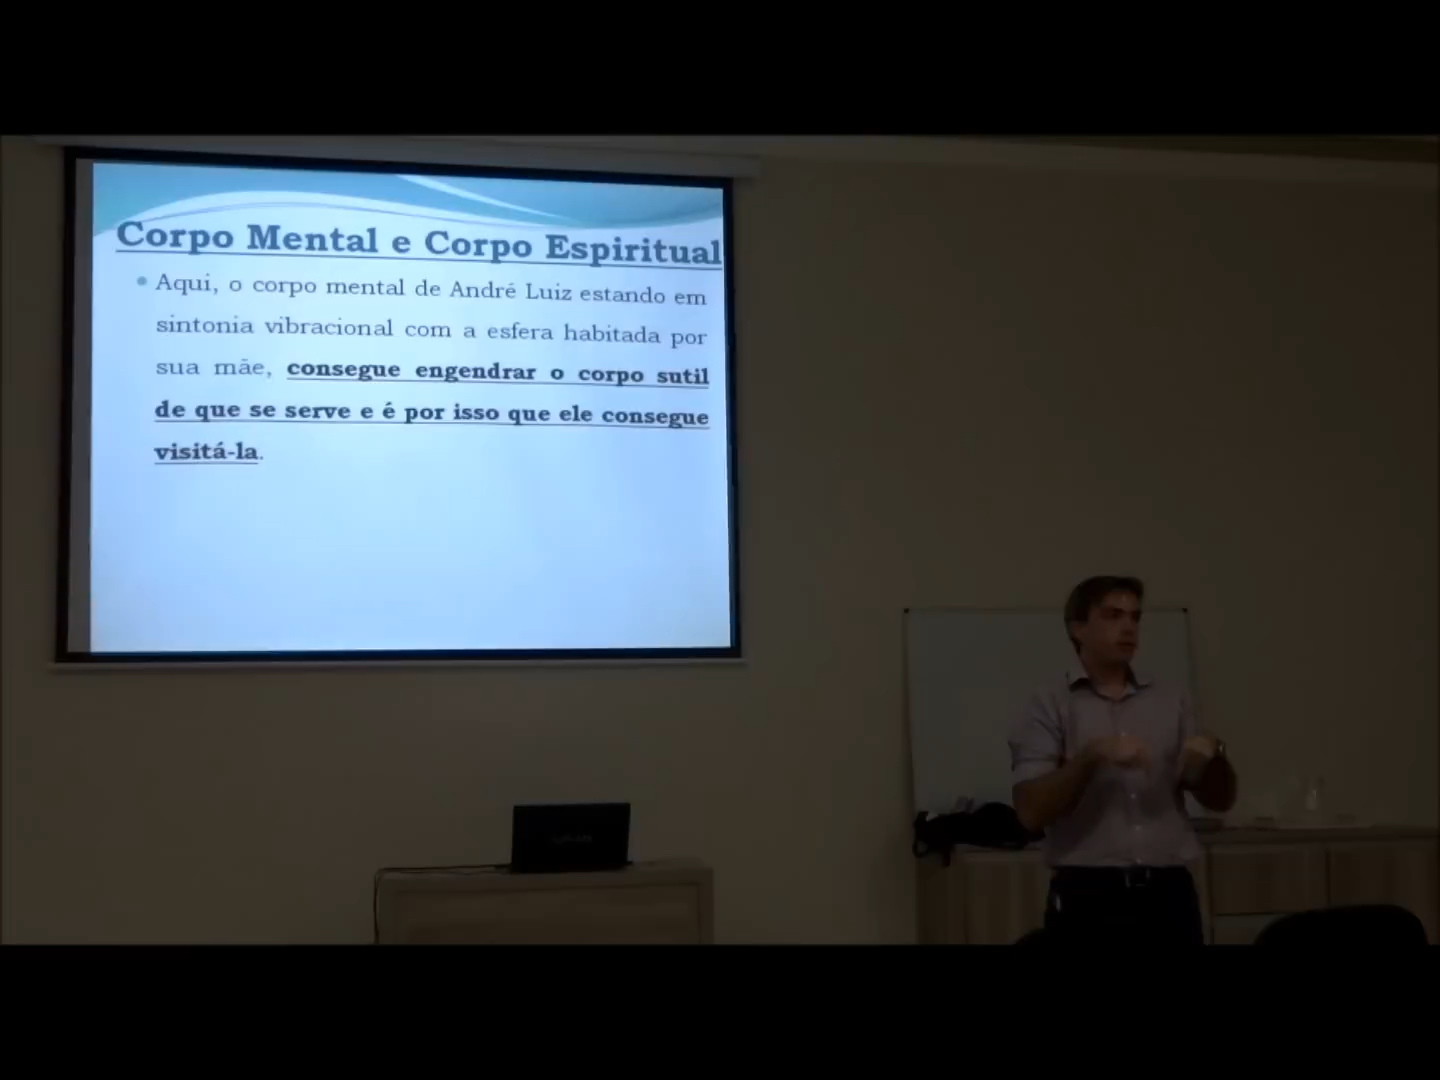 Corpo Mental e Corpo Espiritual
Aqui, o corpo mental de André Luiz estando em
sintonia vibracional com a esfera habitada por
sua mãe, consegue engendrar o corpo sutil
de que se serve e é por isso que ele consegue
visitá-la.